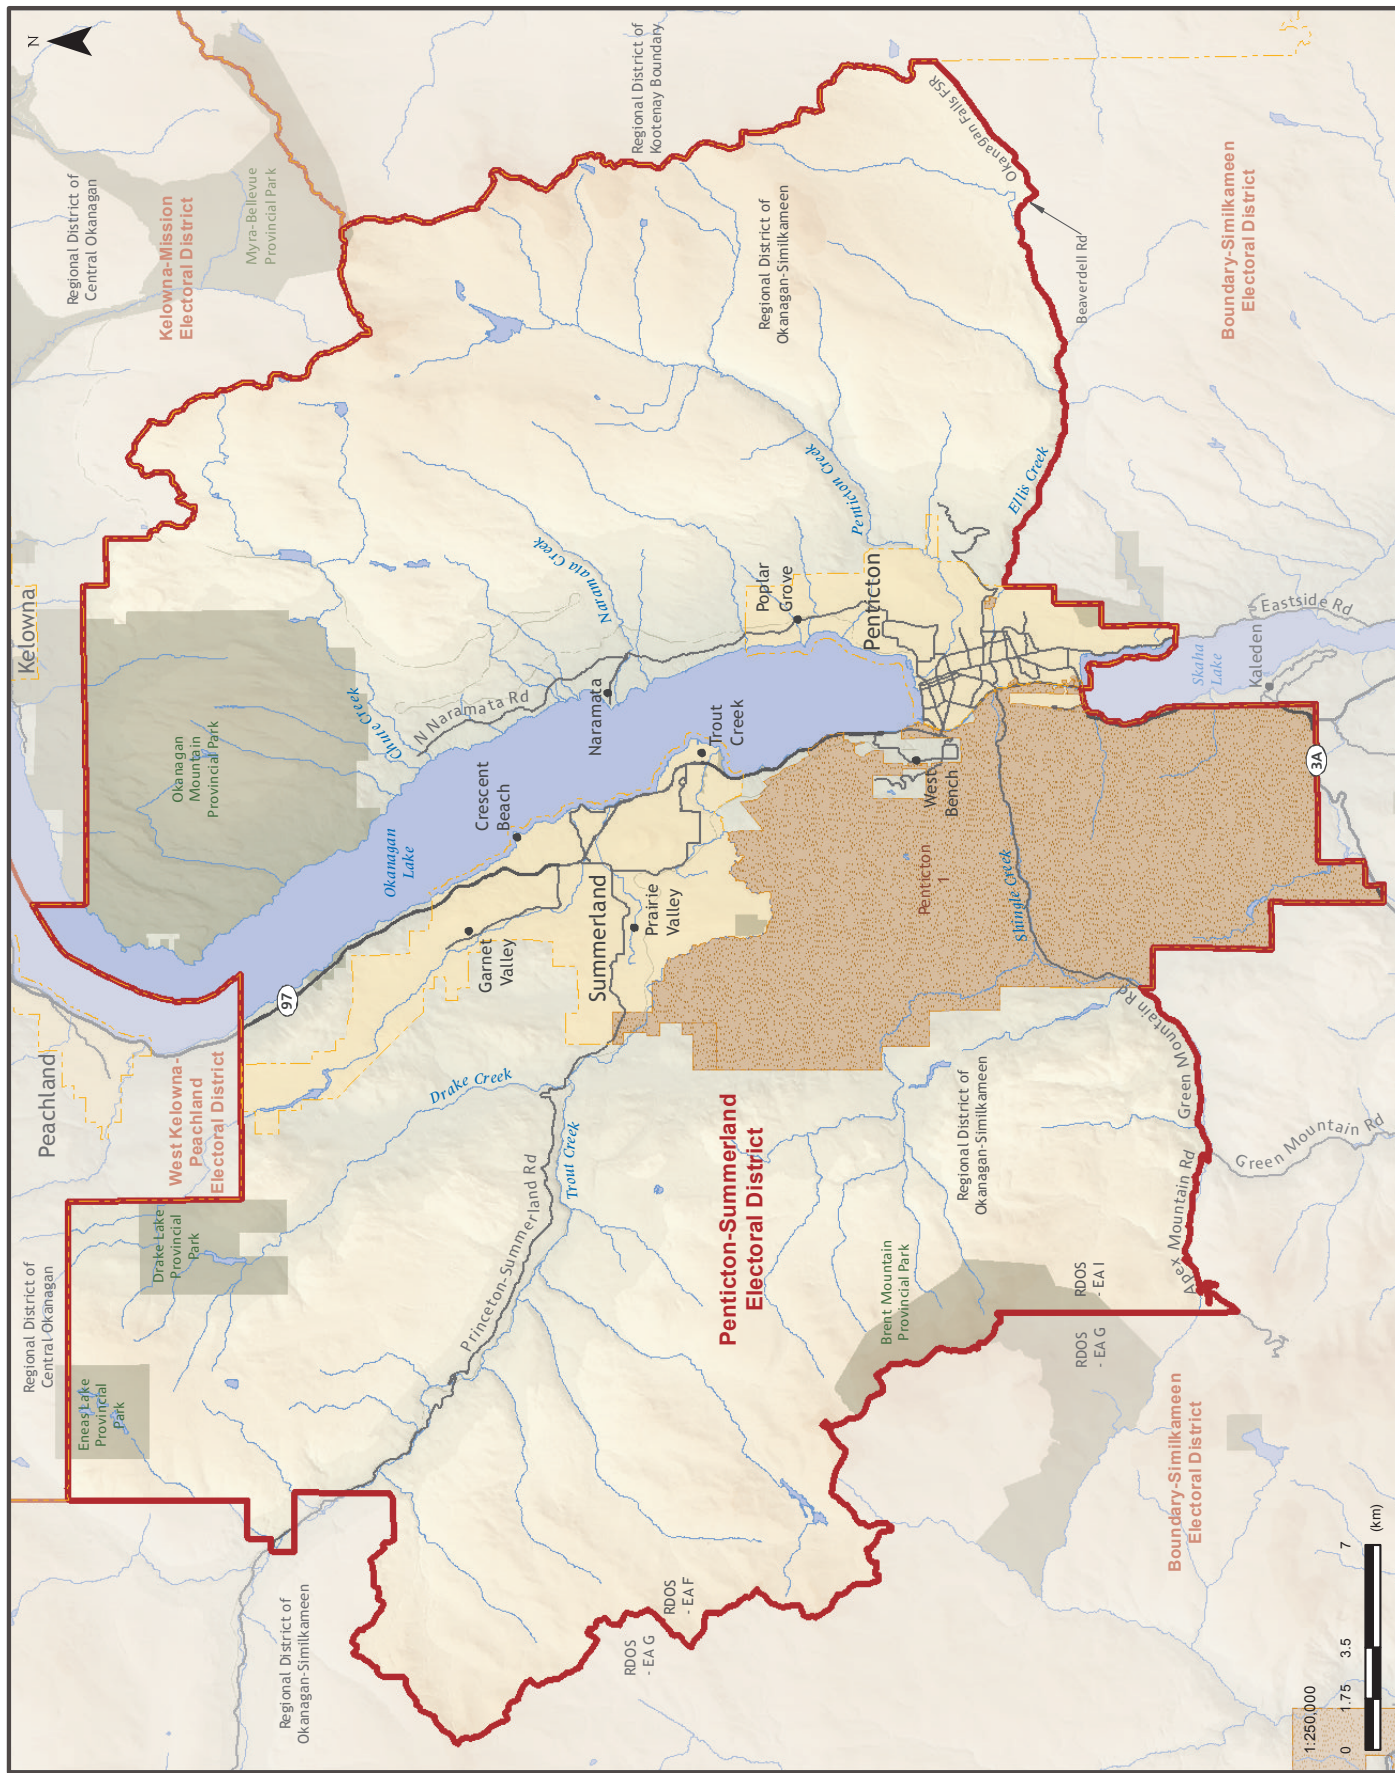 N
Regional District of
Central Okanagan
Eneas Lake
Provincial
Park
Drake Lake
Provincial
Park
Peachland
West Kelowna-
Peachland
Electoral District
Kelowna
Okanagan
Mountain
Provincial Park
Regional District of
Central Okanagan
Kelowna-Mission
Electoral District
Myra-Bellevue
Provincial Park
Regional District of
Kootenay Boundary
Regional District of
Okanagan-Similkameen
97
Okanagan
Lake
Chute Creek
N Naramata Rd
Drake Creek
Garnet
Valley
Crescent
Beach
Naramata
Naramata Creek
Princeton-Summerland Rd
Trout Creek
Summerland
Prairie
Valley
Trout
Creek
RDOS
- EA G
RDOS
- EA F
Penticton-Summerland
Electoral District
Regional District of
Okanagan-Similkameen
Poplar
Grove
Penticton Creek
Penticton
Penticton
1
West
Bench
Brent Mountain
Provincial Park
Regional District of
Okanagan-Similkameen
Shingle Creek
Ellis Creek
Okanagan Falls FSR
Beaverdell Rd
RDOS
- EA G
RDOS
- EA I
Green Mountain Rd
Apex Mountain Rd
Green Mountain Rd
Skaha
Lake
Kaleden
Eastside Rd
3A
Boundary-Similkameen
Electoral District
Boundary-Similkameen
Electoral District
1:250,000
0 1.75 3.5 7
(km)